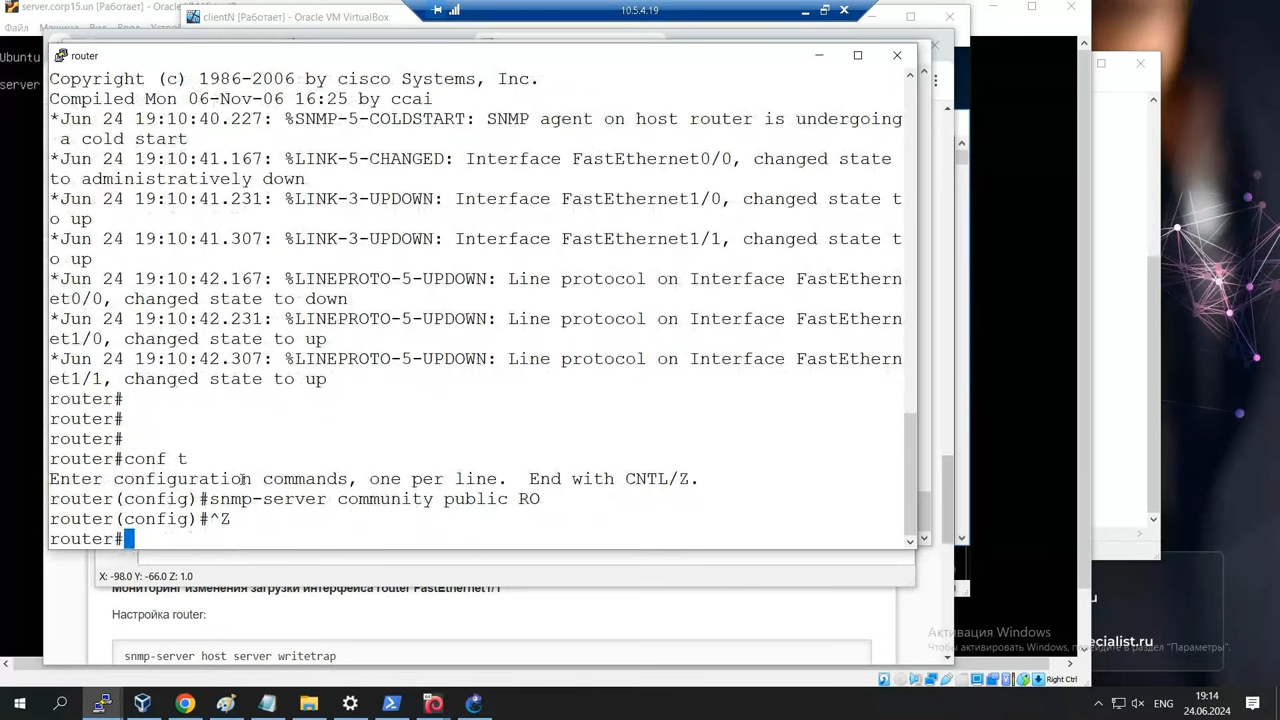 server.corp15.un [Работает] - Or
clientN [Работает] - Oracle VM VirtualBox
10.5.4.19
Файл
Ubuntu
server
router
Copyright (c) 1986-2006 by cisco Systems, Inc.
Compiled Mon 06-Nov-06 16:25 by ccai
*Jun 24 19:10:40.227: %SNMP-5-COLDSTART: SNMP agent on host router is undergoing
a cold start
*Jun 24 19:10:41.167: %LINK-5-CHANGED: Interface FastEthernet0/0, changed state
to administratively down
*Jun 24 19:10:41.231: %LINK-3-UPDOWN: Interface FastEthernet1/0, changed state t
o up
*Jun 24 19:10:41.307: %LINK-3-UPDOWN: Interface FastEthernet1/1, changed state t
o up
*Jun 24 19:10:42.167: %LINEPROTO-5-UPDOWN: Line protocol on Interface FastEthern
et0/0, changed state to down
*Jun 24 19:10:42.231: %LINEPROTO-5-UPDOWN: Line protocol on Interface FastEthern
et1/0, changed state to up
*Jun 24 19:10:42.307: %LINEPROTO-5-UPDOWN: Line protocol on Interface FastEthern
et1/1, changed state to up
router#
router#
router#
router#conf t
Enter configuration commands, one per line.  End with CNTL/Z.
router(config)#snmp-server community public RO
router(config)#^Z
router#
X: -98.0 Y: -66.0 Z: 1.0
Мониторинг изменения загрузки интерфейса router FastEthernet1/1
Настройка router:
snmp-server host server writetrap
u
ecialist.ru
Активация Windows
Чтобы активировать Windows, перейдите в раздел "Параметры".
Right Ctrl
ENG
19:14
24.06.2024